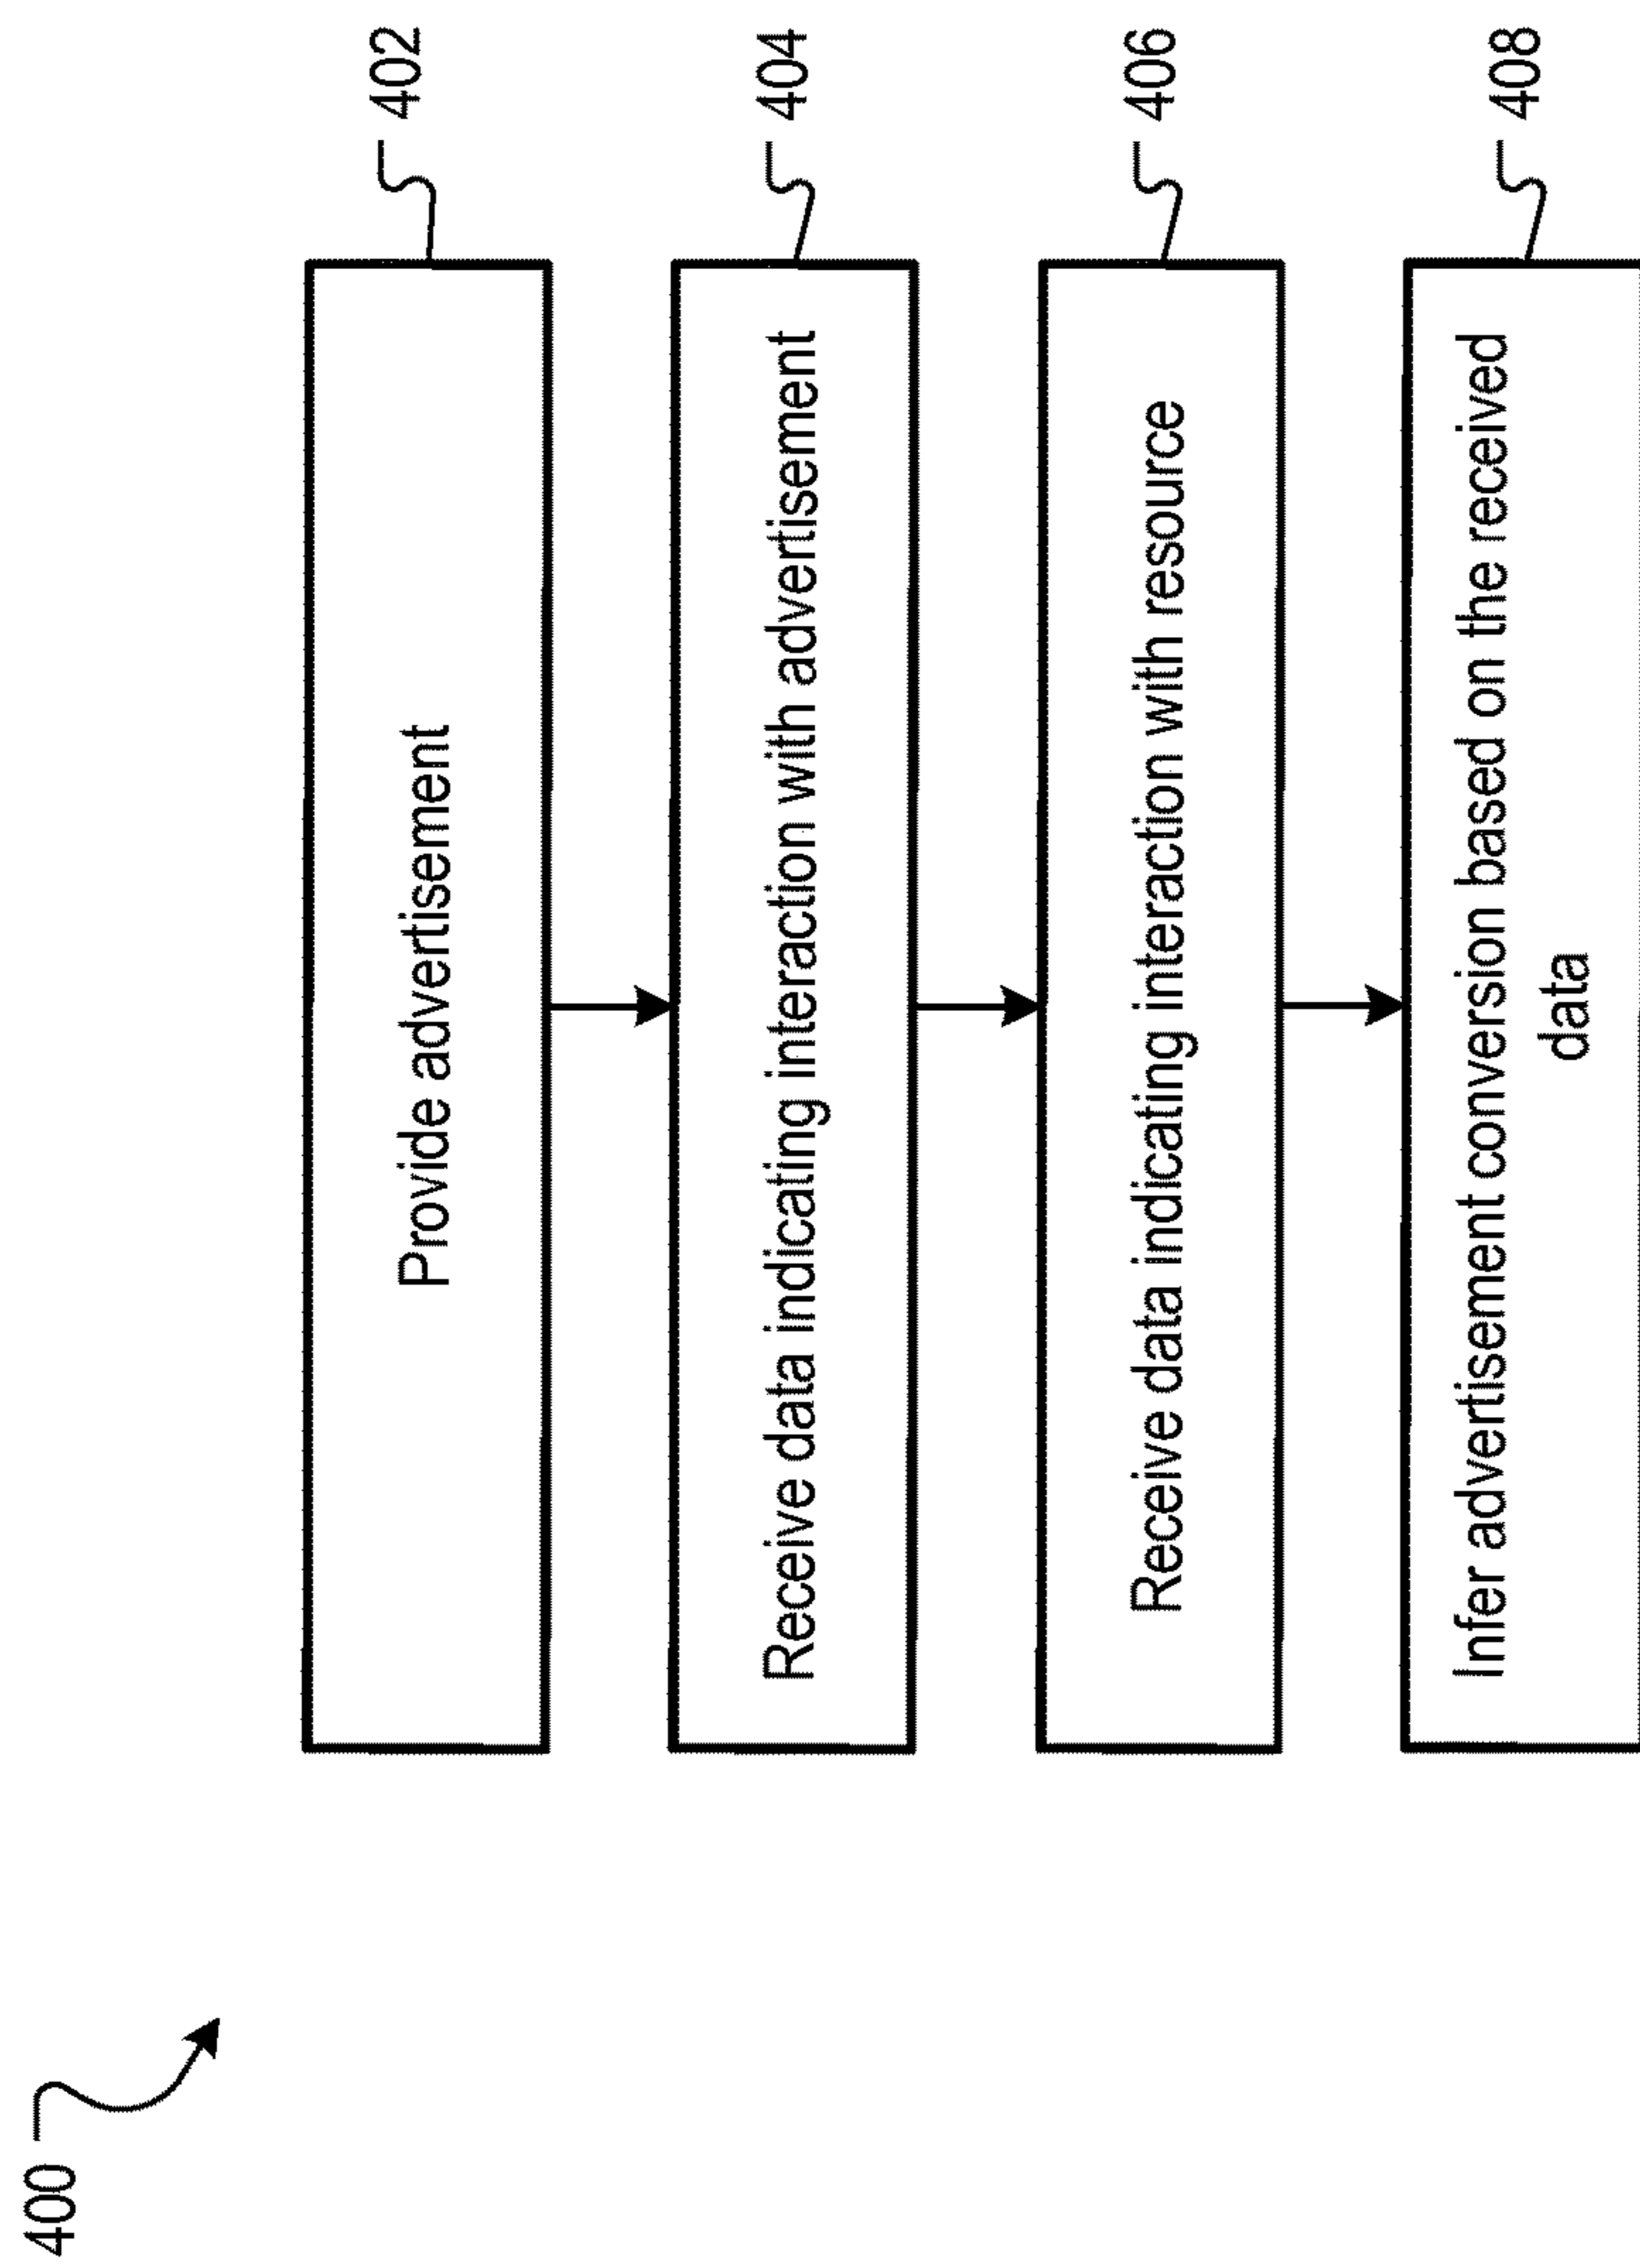 400
Provide advertisement
402
Receive data indicating interaction with advertisement
404
Receive data indicating interaction with resource
406
Infer advertisement conversion based on the received
data
408